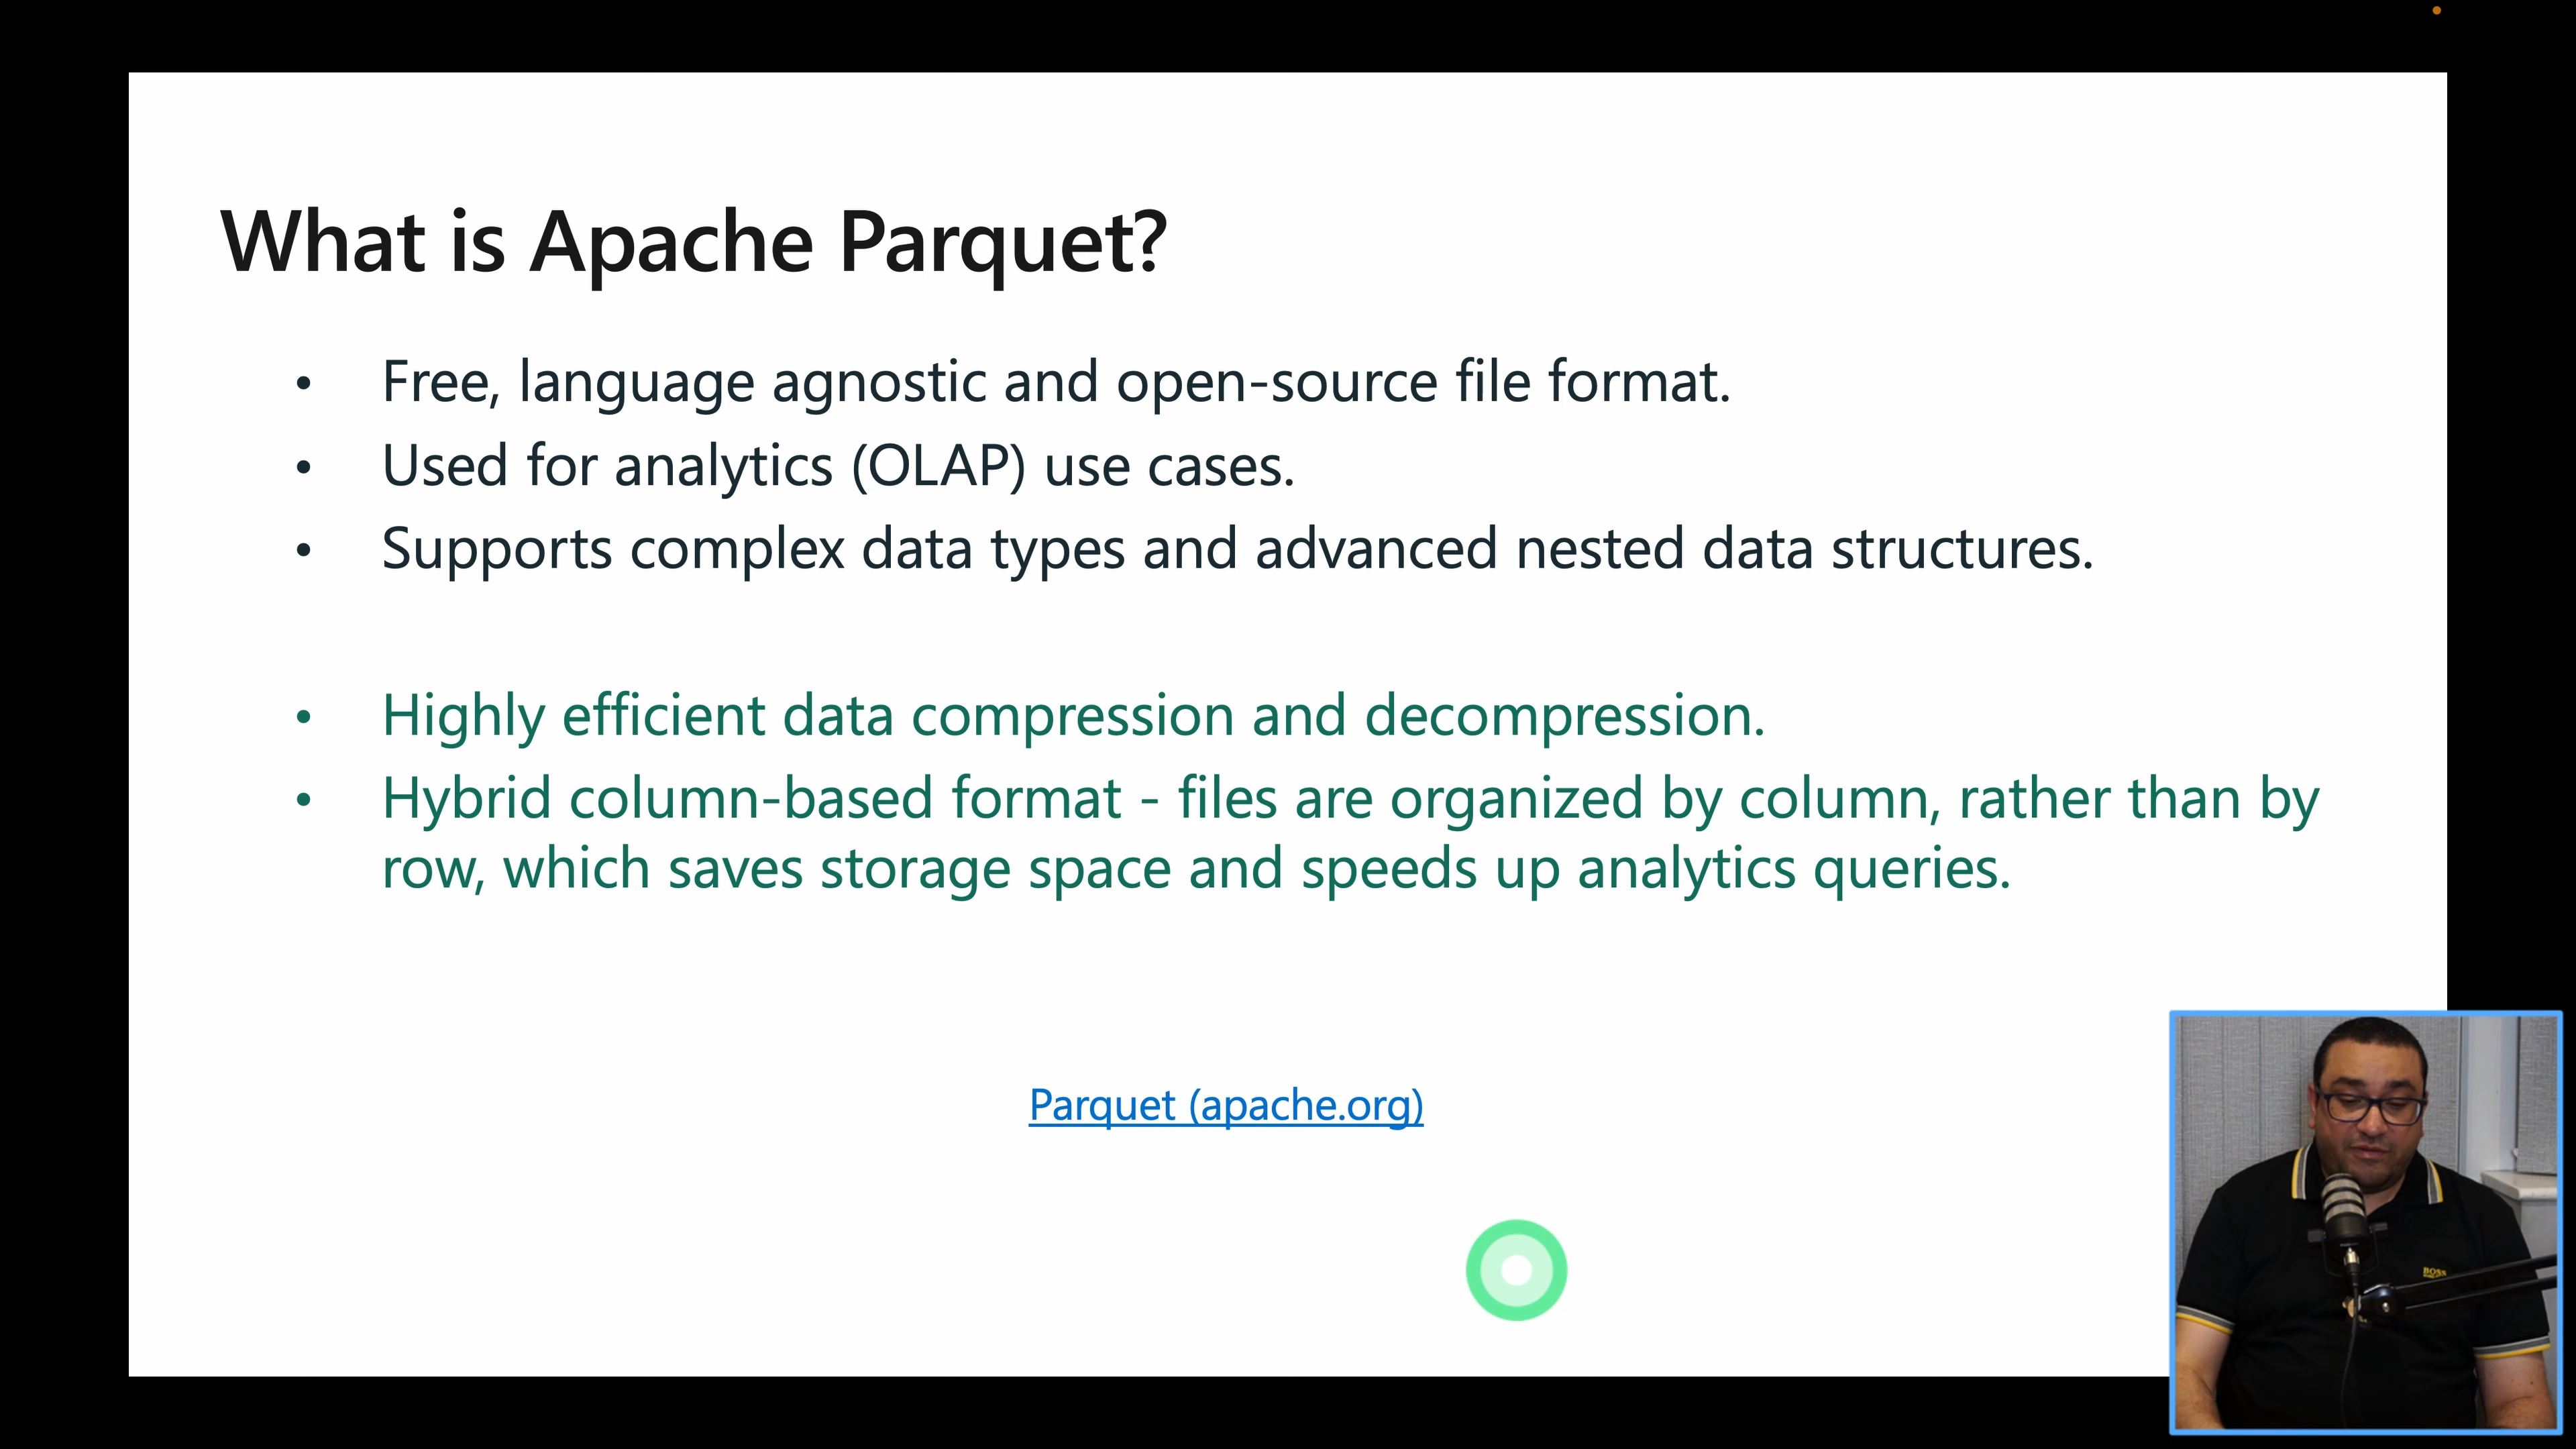 What is Apache Parquet?
• Free, language agnostic and open-source file format.
• Used for analytics (OLAP) use cases.
• Supports complex data types and advanced nested data structures.
• Highly efficient data compression and decompression.
• Hybrid column-based format - files are organized by column, rather than by
row, which saves storage space and speeds up analytics queries.
Parquet (apache.org)
BOSS